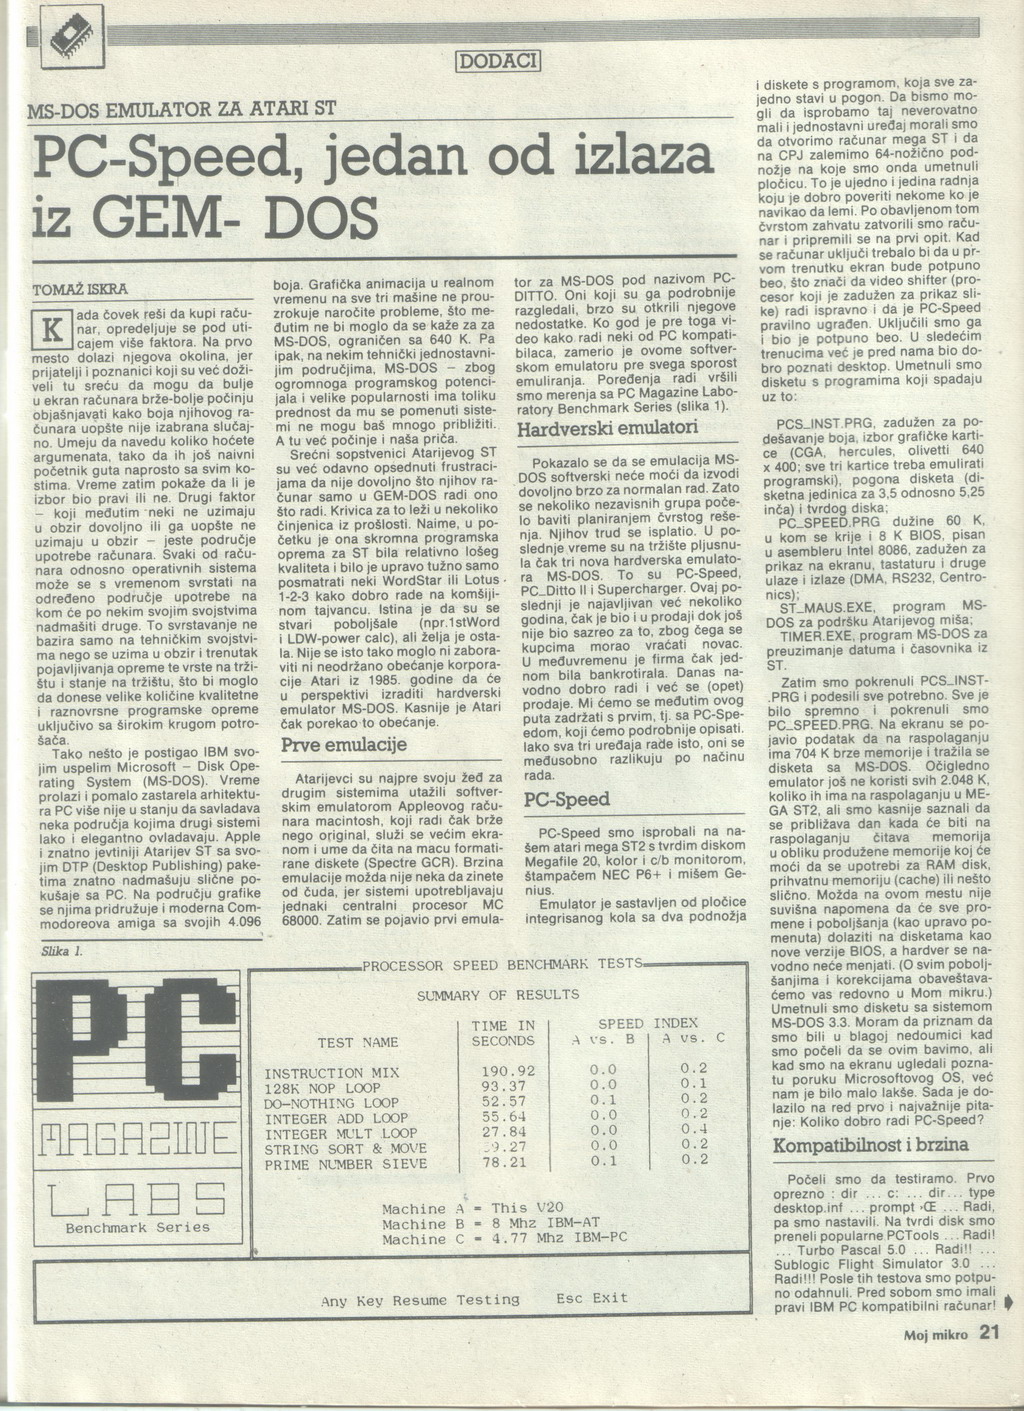 DODACI
MS-DOS EMULATOR ZA ATARI ST
PC-Speed, jedan od izlaza
iz GEM- DOS
TOMAŽ ISKRA
Kada čovek reši da kupi raču-
nar, opredeljuje se pod uti-
cajem više faktora. Na prvo
mesto dolazi njegova okolina, jer
prijatelji i poznanici koji su već doži-
veli tu sreću da mogu da bulje
u ekran računara brže-bolje počinju
objašnjavati kako boja njihovog ra-
čunara uopšte nije izabrana slučaj-
no. Umeju da navedu koliko hoćete
argumenata, tako da ih još naivni
početnik guta naprosto sa svim ko-
stima. Vreme zatim pokaže da li je
izbor bio pravi ili ne. Drugi faktor
– koji međutim neki ne uzimaju
u obzir dovoljno ili ga uopšte ne
uzimaju u obzir – jeste područje
upotrebe računara. Svaki od raču-
nara odnosno operativnih sistema
može se s vremenom svrstati na
određeno područje upotrebe na
kom će po nekim svojim svojstvima
nadmašiti druge. To svrstavanje ne
bazira samo na tehničkim svojstvi-
ma nego se uzima u obzir i trenutak
pojavljivanja opreme te vrste na trži-
štu i stanje na tržištu, što bi moglo
da donese velike količine kvalitetne
i raznovrsne programske opreme
uključivo sa širokim krugom potro-
šača.
Tako nešto je postigao IBM svo-
jim uspelim Microsoft – Disk Ope-
rating System (MS-DOS). Vreme
prolazi i pomalo zastarela arhitektu-
ra PC više nije u stanju da savladava
neka područja kojima drugi sistemi
lako i elegantno ovladavaju. Apple
i znatno jevtiniji Atarijev ST sa svo-
jim DTP (Desktop Publishing) pake-
tima znatno nadmašuju slične po-
kušaje sa PC. Na području grafike
se njima pridružuje i moderna Com-
modoreova amiga sa svojih 4.096
boja. Grafička animacija u realnom
vremenu na sve tri mašine ne prou-
zrokuje naročite probleme, što me-
đutim ne bi moglo da se kaže za za
MS-DOS, ograničen sa 640 K. Pa
ipak, na nekim tehnički jednostavni-
jim područjima, MS-DOS – zbog
ogromnoga programskog potenci-
jala i velike popularnosti ima toliku
prednost da mu se pomenuti siste-
mi ne mogu baš mnogo približiti.
A tu već počinje i naša priča.
Srećni sopstvenici Atarijevog ST
su već odavno opsednuti frustraci-
jama da nije dovoljno što njihov ra-
čunar samo u GEM-DOS radi ono
što radi. Krivica za to leži u nekoliko
činjenica iz prošlosti. Naime, u po-
četku je ona skromna programska
oprema za ST bila relativno lošeg
kvaliteta i bilo je upravo tužno samo
posmatrati neki WordStar ili Lotus
1-2-3 kako dobro rade na komšiji-
nom tajvancu. Istina je da su se
stvari poboljšale (npr.1stWord
i LDW-power calc), ali želja je osta-
la. Nije se isto tako moglo ni zabora-
viti ni neodržano obećanje korpora-
cije Atari iz 1985. godine da će
u perspektivi izraditi hardverski
emulator MS-DOS. Kasnije je Atari
čak porekao to obećanje.
Prve emulacije
Atarijevci su najpre svoju žeđ za
drugim sistemima utažili softver-
skim emulatorom Appleovog raču-
nara macintosh, koji radi čak brže
nego original, služi se većim ekra-
nom i ume da čita na macu formati-
rane diskete (Spectre GCR). Brzina
emulacije možda nije neka da zinete
od čuda, jer sistemi upotrebljavaju
jednaki centralni procesor MC
68000. Zatim se pojavio prvi emula-
tor za MS-DOS pod nazivom PC-
DITTO. Oni koji su ga podrobnije
razgledali, brzo su otkrili njegove
nedostatke. Ko god je pre toga vi-
deo kako radi neki od PC kompati-
bilaca, zamerio je ovome softver-
skom emulatoru pre svega sporost
emuliranja. Poređenja radi vršili
smo merenja sa PC Magazine Labo-
ratory Benchmark Series (slika 1).
Hardverski emulatori
Pokazalo se da se emulacija MS-
DOS softverski neće moći da izvodi
dovoljno brzo za normalan rad. Zato
se nekoliko nezavisnih grupa poče-
lo baviti planiranjem čvrstog reše-
nja. Njihov trud se isplatio. U po-
slednje vreme su na tržište pljusnu-
la čak tri nova hardverska emulato-
ra MS-DOS. To su PC-Speed,
PC_Ditto II i Supercharger. Ovaj po-
slednji je najavljivan već nekoliko
godina, čak je bio i u prodaji dok još
nije bio sazreo za to, zbog čega se
kupcima morao vraćati novac.
U međuvremenu je firma čak jed-
nom bila bankrotirala. Danas na-
vodno dobro radi i već se (opet)
prodaje. Mi ćemo se međutim ovog
puta zadržati s prvim, tj. sa PC-Spe-
edom, koji ćemo podrobnije opisati.
Iako sva tri uređaja rade isto, oni se
međusobno razlikuju po načinu
rada.
PC-Speed
PC-Speed smo isprobali na na-
šem atari mega ST2 s tvrdim diskom
Megafile 20, kolor i c/b monitorom,
štampačem NEC P6+ i mišem Ge-
nius.
Emulator je sastavljen od pločice
integrisanog kola sa dva podnožja
i diskete s programom, koja sve za-
jedno stavi u pogon. Da bismo mo-
gli da isprobamo taj neverovatno
mali i jednostavni uređaj morali smo
da otvorimo računar mega ST i da
na CPJ zalemimo 64-nožično pod-
nožje na koje smo onda umetnuli
pločicu. To je ujedno i jedina radnja
koju je dobro poveriti nekome ko je
navikao da lemi. Po obavljenom tom
čvrstom zahvatu zatvorili smo raču-
nar i pripremili se na prvi opit. Kad
se računar uključi trebalo bi da u pr-
vom trenutku ekran bude potpuno
beo, što znači da video shifter (pro-
cesor koji je zadužen za prikaz sli-
ke) radi ispravno i da je PC-Speed
pravilno ugrađen. Uključili smo ga
i bio je potpuno beo. U sledećim
trenucima već je pred nama bio do-
bro poznati desktop. Umetnuli smo
disketu s programima koji spadaju
uz to:
PCS_INST.PRG, zadužen za po-
dešavanje boja, izbor grafičke karti-
ce (CGA, hercules, olivetti 640
x 400; sve tri kartice treba emulirati
programski), pogona disketa (di-
sketna jedinica za 3,5 odnosno 5,25
inča) i tvrdog diska;
PC_SPEED.PRG dužine 60 K,
u kom se krije i 8 K BIOS, pisan
u asembleru Intel 8086, zadužen za
prikaz na ekranu, tastaturu i druge
ulaze i izlaze (DMA, RS232, Centro-
nics);
ST_MAUS.EXE, program MS-
DOS za podršku Atarijevog miša;
TIMER.EXE, program MS-DOS za
preuzimanje datuma i časovnika iz
ST.
Zatim smo pokrenuli PCS_INST-
.PRG i podesili sve potrebno. Sve je
bilo spremno i pokrenuli smo
PC_SPEED.PRG. Na ekranu se po-
javio podatak da na raspolaganju
ima 704 K brze memorije i tražila se
disketa sa MS-DOS. Očigledno
emulator još ne koristi svih 2.048 K,
koliko ih ima na raspolaganju u ME-
GA ST2, ali smo kasnije saznali da
se približava dan kada će biti na
raspolaganju čitava memorija
u obliku produžene memorije koj će
moći da se upotrebi za RAM disk,
prihvatnu memoriju (cache) ili nešto
slično. Možda na ovom mestu nije
suvišna napomena da će sve pro-
mene i poboljšanja (kao upravo po-
menuta) dolaziti na disketama kao
nove verzije BIOS, a hardver se na-
vodno neće menjati. (O svim pobolj-
šanjima i korekcijama obaveštava-
ćemo vas redovno u Mom mikru.)
Umetnuli smo disketu sa sistemom
MS-DOS 3.3. Moram da priznam da
smo bili u blagoj nedoumici kad
smo počeli da se ovim bavimo, ali
kad smo na ekranu ugledali pozna-
tu poruku Microsoftovog OS, već
nam je bilo malo lakše. Sada je do-
lazilo na red prvo i najvažnije pita-
nje: Koliko dobro radi PC-Speed?
Kompatibilnost i brzina
Počeli smo da testiramo. Prvo
oprezno : dir ... c: ... dir... type
desktop.inf ... prompt ›Œ ... Radi,
pa smo nastavili. Na tvrdi disk smo
preneli popularne PCTools ... Radi!
... Turbo Pascal 5.0 ... Radi!! ...
Sublogic Flight Simulator 3.0 ...
Radi!!! Posle tih testova smo potpu-
no odahnuli. Pred sobom smo imali
pravi IBM PC kompatibilni računar!
Slika 1.
PC
MAGAZINE
LABS
Benchmark Series
PROCESSOR SPEED BENCHMARK TESTS
SUMMARY OF RESULTS
TIME IN SPEED INDEX
TEST NAME SECONDS A vs. B A vs. C
INSTRUCTION MIX 190.92 0.0 0.2
128K NOP LOOP 93.37 0.0 0.1
DO-NOTHING LOOP 52.57 0.1 0.2
INTEGER ADD LOOP 55.64 0.0 0.2
INTEGER MULT LOOP 27.84 0.0 0.4
STRING SORT & MOVE 0.0 0.2
PRIME NUMBER SIEVE 78.21 0.1 0.2
Machine A = This V20
Machine B = 8 Mhz IBM-AT
Machine C = 4.77 Mhz IBM-PC
Any Key Resume Testing Esc Exit
Moj mikro 21